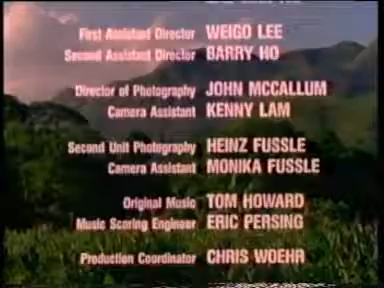 First Assistant Director WEIGO LEE
Second Assistant Director BARRY HO
Director of Photography JOHN MCCALLUM
Camera Assistant KENNY LAM
Second Unit Photography HEINZ FUSSLE
Camera Assistant MONIKA FUSSLE
Original Music TOM HOWARD
Music Scoring Engineer ERIC PERSING
Production Coordinator CHRIS WOEHR